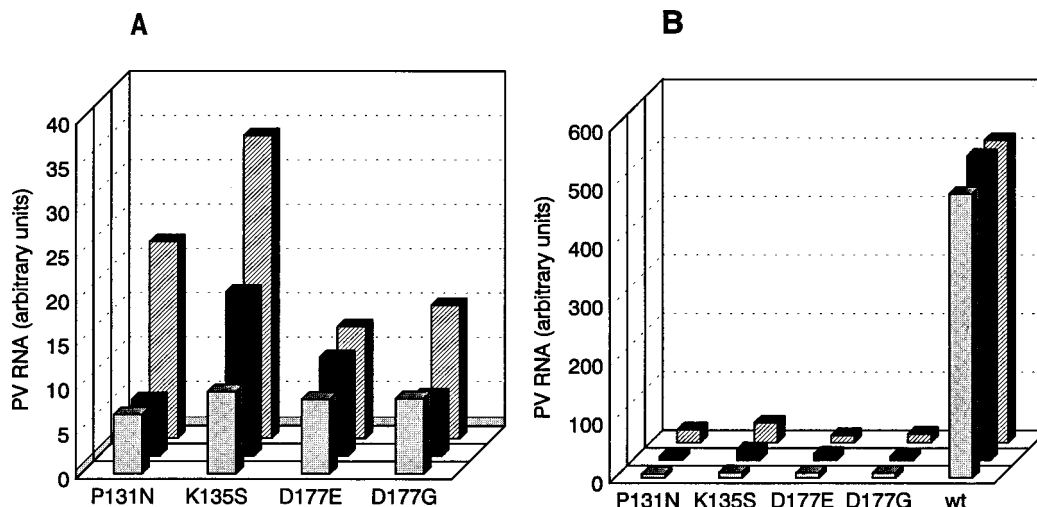 A
PV RNA (arbitrary units)
40
35
30
25
20
15
10
5
0
P131N K135S D177E D177G
B
PV RNA (arbitrary units)
600
500
400
300
200
100
0
P131N K135S D177E D177G wt